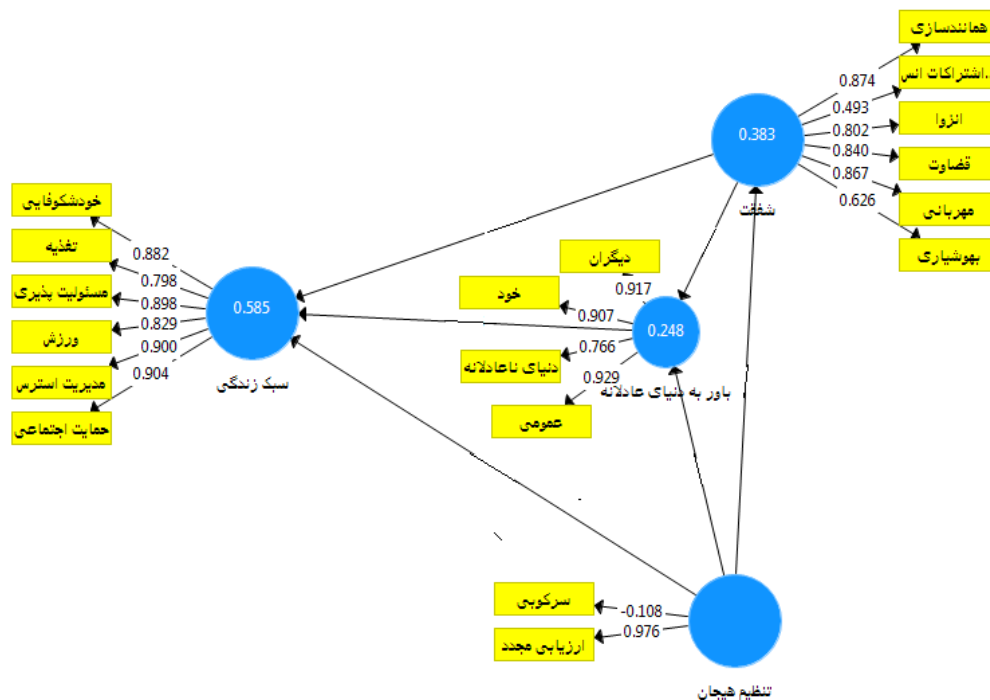 همانندسازی
0.874
اشتراکات انس..
0.493
انزوا
0.802
قضاوت
0.840
مهربانی
0.867
بهوشیاری
0.626
0.383
شفقت
خودشکوفایی
0.882
تغذیه
0.798
مسئولیت پذیری
0.898
ورزش
0.829
مدیریت استرس
0.900
حمایت اجتماعی
0.904
0.585
سبک زندگی
دیگران
0.917
خود
0.907
دنیای ناعادلانه
0.766
عمومی
0.929
0.248
باور به دنیای عادلانه
سرکوبی
-0.108
ارزیابی مجدد
0.976
تنظیم هیجان